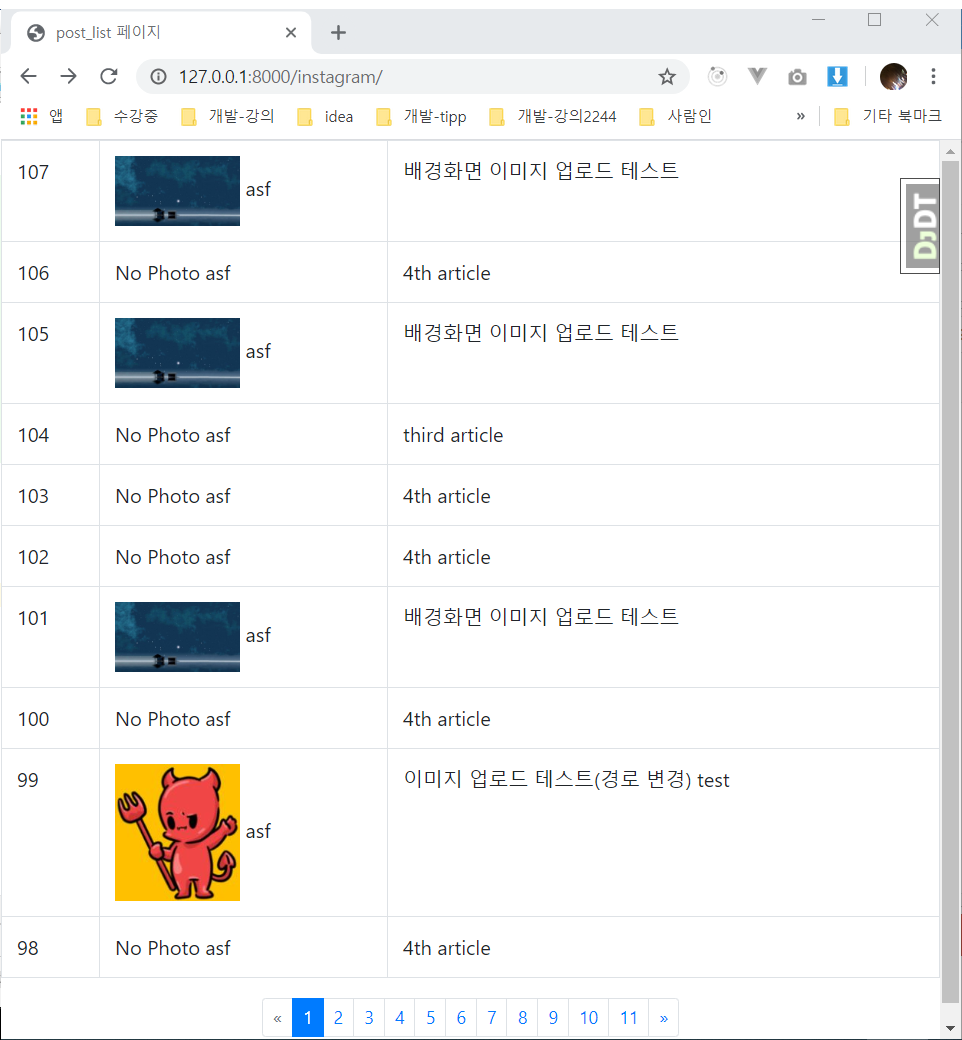 post_list 페이지
127.0.0.1:8000/instagram/
앱 수강중 개발-강의 idea 개발-tipp 개발-강의2244 사람인 » 기타 북마크
107 asf 배경화면 이미지 업로드 테스트
DJDT
106 No Photo asf 4th article
105 asf 배경화면 이미지 업로드 테스트
104 No Photo asf third article
103 No Photo asf 4th article
102 No Photo asf 4th article
101 asf 배경화면 이미지 업로드 테스트
100 No Photo asf 4th article
99 asf 이미지 업로드 테스트(경로 변경) test
98 No Photo asf 4th article
« 1 2 3 4 5 6 7 8 9 10 11 »